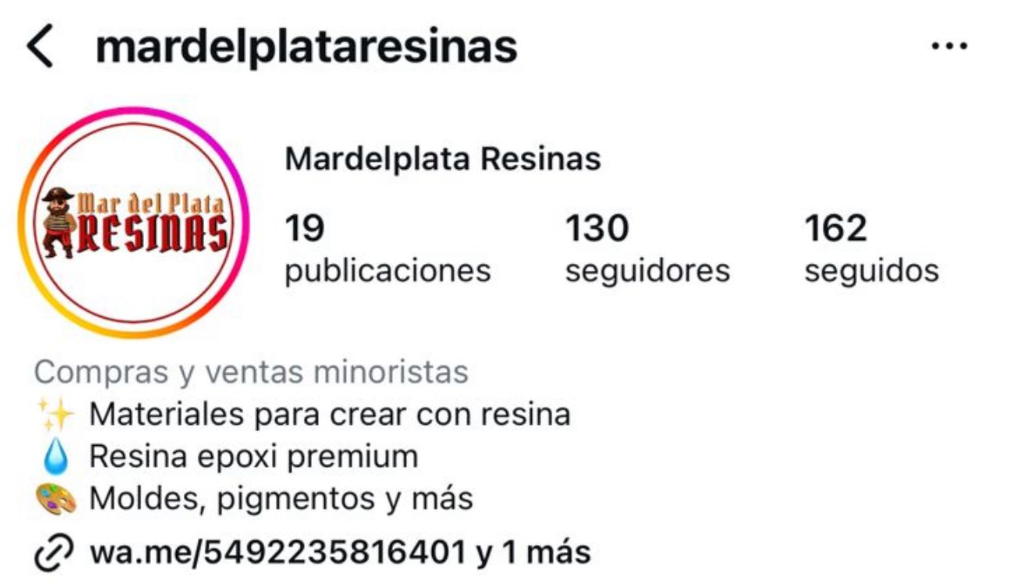 mardelplataresinas
Mar del Plata
RESINAS
Mardelplata Resinas
19 130 162
publicaciones seguidores seguidos
Compras y ventas minoristas
✨ Materiales para crear con resina
💧 Resina epoxi premium
🎨 Moldes, pigmentos y más
wa.me/5492235816401 y 1 más